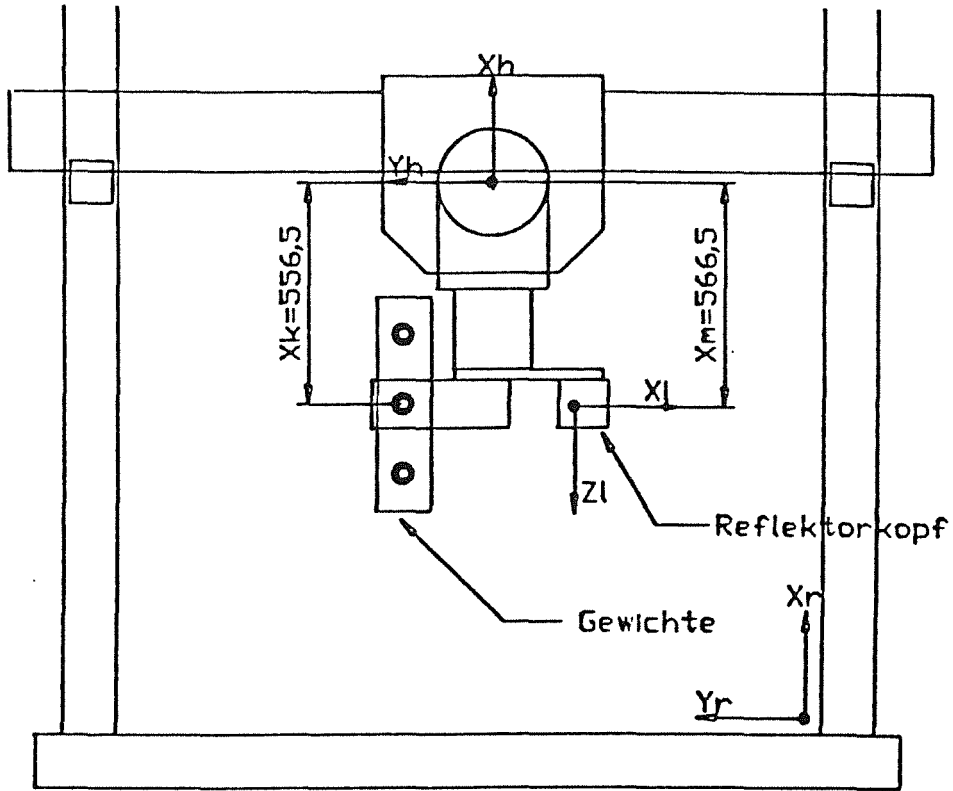 Xh
Yh
Xk=556,5
Xm=566,5
Xl
Zl
Reflektorkopf
Xr
Gewichte
Yr